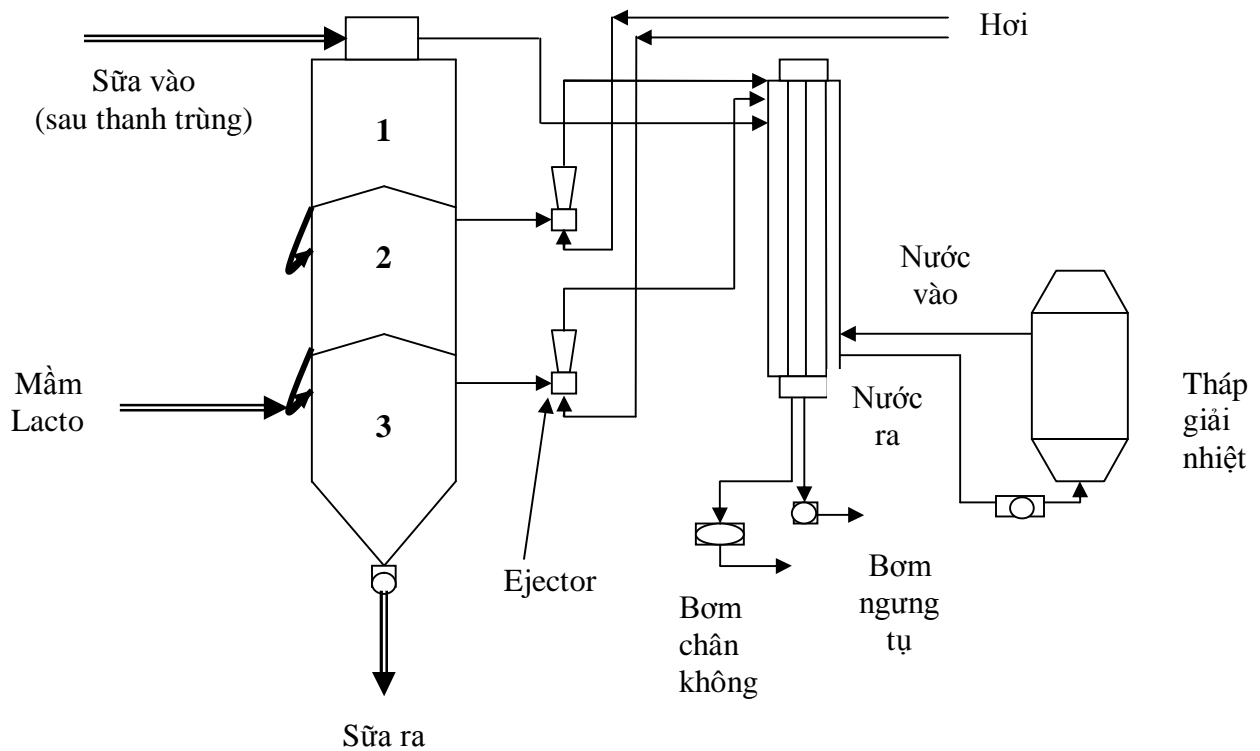 Hơi
Sữa vào
(sau thanh trùng)
1
2
3
Mầm
Lacto
Nước
vào
Nước
ra
Tháp
giải
nhiệt
Ejector
Bơm
chân
không
Bơm
ngưng
tụ
Sữa ra